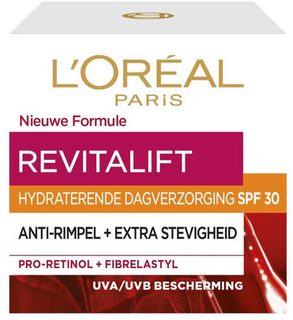 L'ORÉAL
PARIS
Nieuwe Formule
REVITALIFT
HYDRATERENDE DAGVERZORGING SPF 30
ANTI-RIMPEL + EXTRA STEVIGHEID
PRO-RETINOL + FIBRELASTYL
UVA/UVB BESCHERMING